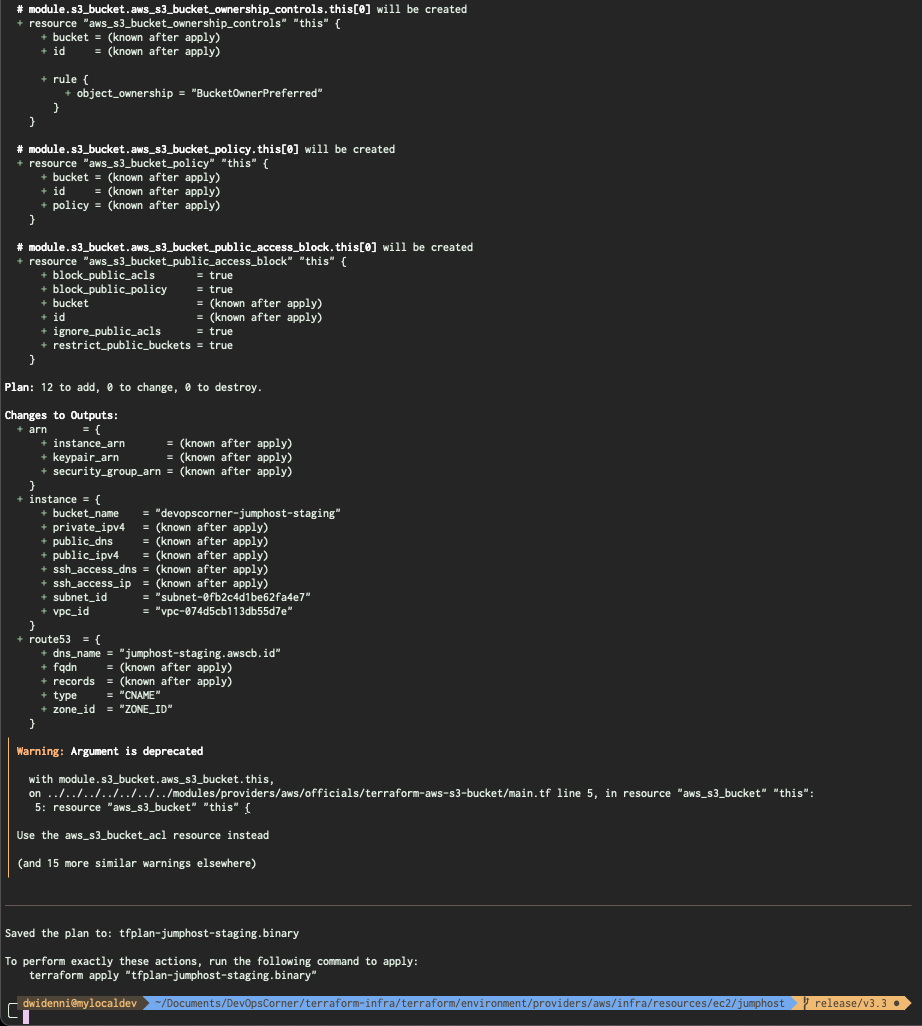 # module.s3_bucket.aws_s3_bucket_ownership_controls.this[0] will be created
+ resource "aws_s3_bucket_ownership_controls" "this" {
+ bucket = (known after apply)
+ id = (known after apply)
+ rule {
+ object_ownership = "BucketOwnerPreferred"
}
}
# module.s3_bucket.aws_s3_bucket_policy.this[0] will be created
+ resource "aws_s3_bucket_policy" "this" {
+ bucket = (known after apply)
+ id = (known after apply)
+ policy = (known after apply)
}
# module.s3_bucket.aws_s3_bucket_public_access_block.this[0] will be created
+ resource "aws_s3_bucket_public_access_block" "this" {
+ block_public_acls = true
+ block_public_policy = true
+ bucket = (known after apply)
+ id = (known after apply)
+ ignore_public_acls = true
+ restrict_public_buckets = true
}
Plan: 12 to add, 0 to change, 0 to destroy.
Changes to Outputs:
+ arn = {
+ instance_arn = (known after apply)
+ keypair_arn = (known after apply)
+ security_group_arn = (known after apply)
}
+ instance = {
+ bucket_name = "devopscorner-jumphost-staging"
+ private_ipv4 = (known after apply)
+ public_dns = (known after apply)
+ public_ipv4 = (known after apply)
+ ssh_access_dns = (known after apply)
+ ssh_access_ip = (known after apply)
+ subnet_id = "subnet-0fb2c4d1be62fa4e7"
+ vpc_id = "vpc-074d5cb113db55d7e"
}
+ route53 = {
+ dns_name = "jumphost-staging.awscb.id"
+ fqdn = (known after apply)
+ records = (known after apply)
+ type = "CNAME"
+ zone_id = "ZONE_ID"
}
Warning: Argument is deprecated
with module.s3_bucket.aws_s3_bucket.this,
on ../../../../../../../modules/providers/aws/officials/terraform-aws-s3-bucket/main.tf line 5, in resource "aws_s3_bucket" "this":
5: resource "aws_s3_bucket" "this" {
Use the aws_s3_bucket_acl resource instead
(and 15 more similar warnings elsewhere)
Saved the plan to: tfplan-jumphost-staging.binary
To perform exactly these actions, run the following command to apply:
terraform apply "tfplan-jumphost-staging.binary"
dwidenni@mylocaldev ~/Documents/DevOpsCorner/terraform-infra/terraform/environment/providers/aws/infra/resources/ec2/jumphost release/v3.3 ●